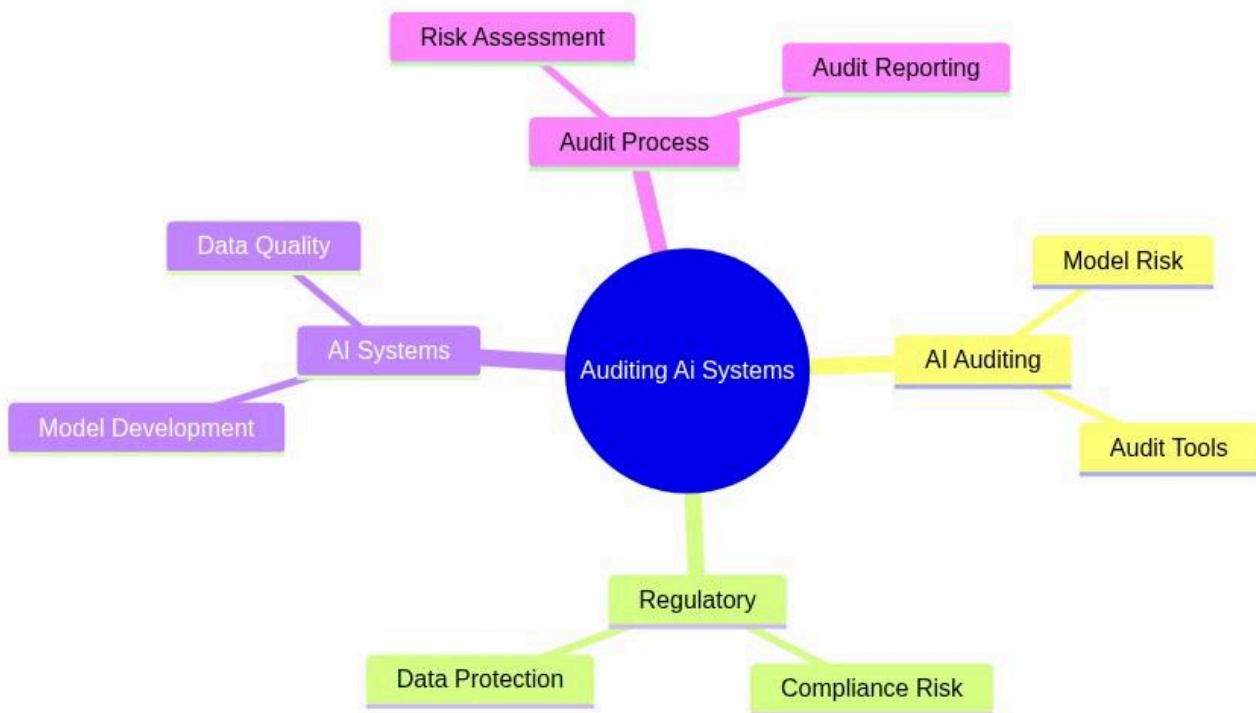 Risk Assessment
Audit Reporting
Audit Process
Data Quality
Model Risk
AI Systems
Auditing Ai Systems
AI Auditing
Model Development
Audit Tools
Regulatory
Data Protection
Compliance Risk